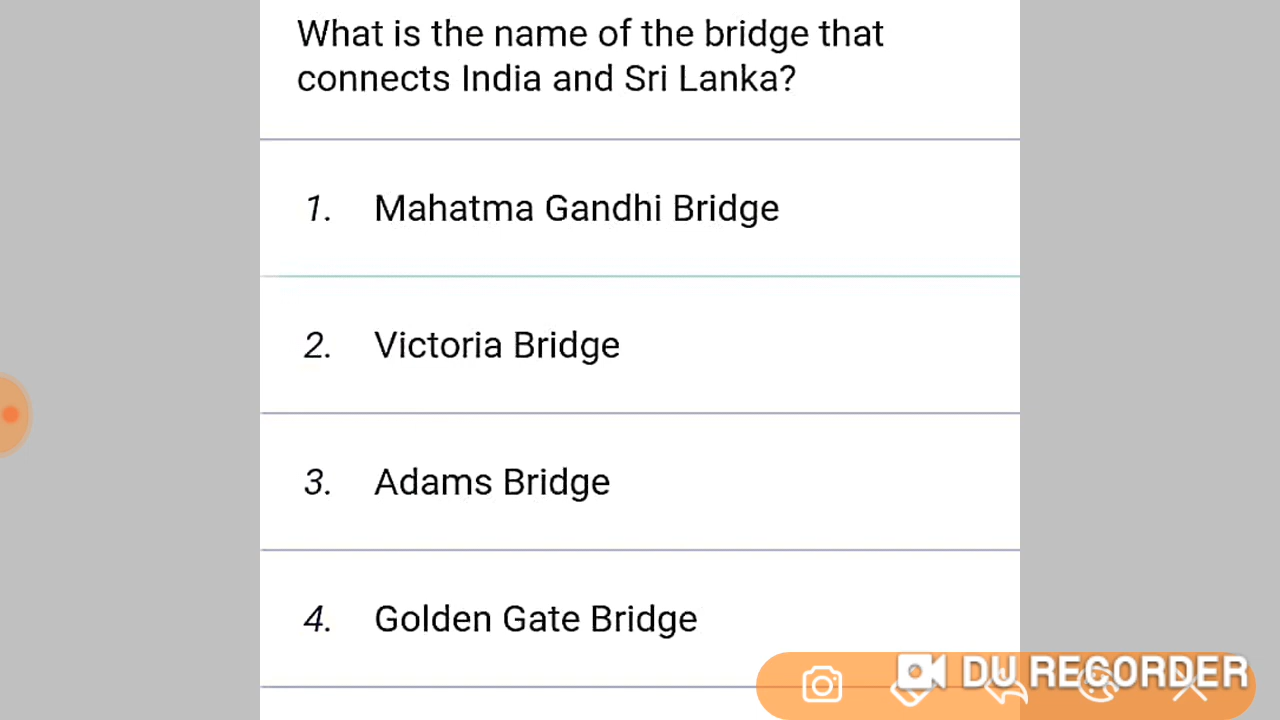 What is the name of the bridge that
connects India and Sri Lanka?
1. Mahatma Gandhi Bridge
2. Victoria Bridge
3. Adams Bridge
4. Golden Gate Bridge
DU RECORDER